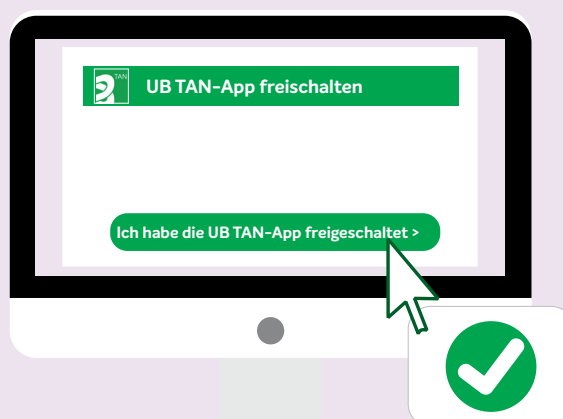 TAN
UB TAN-App freischalten
Ich habe die UB TAN-App freigeschaltet >